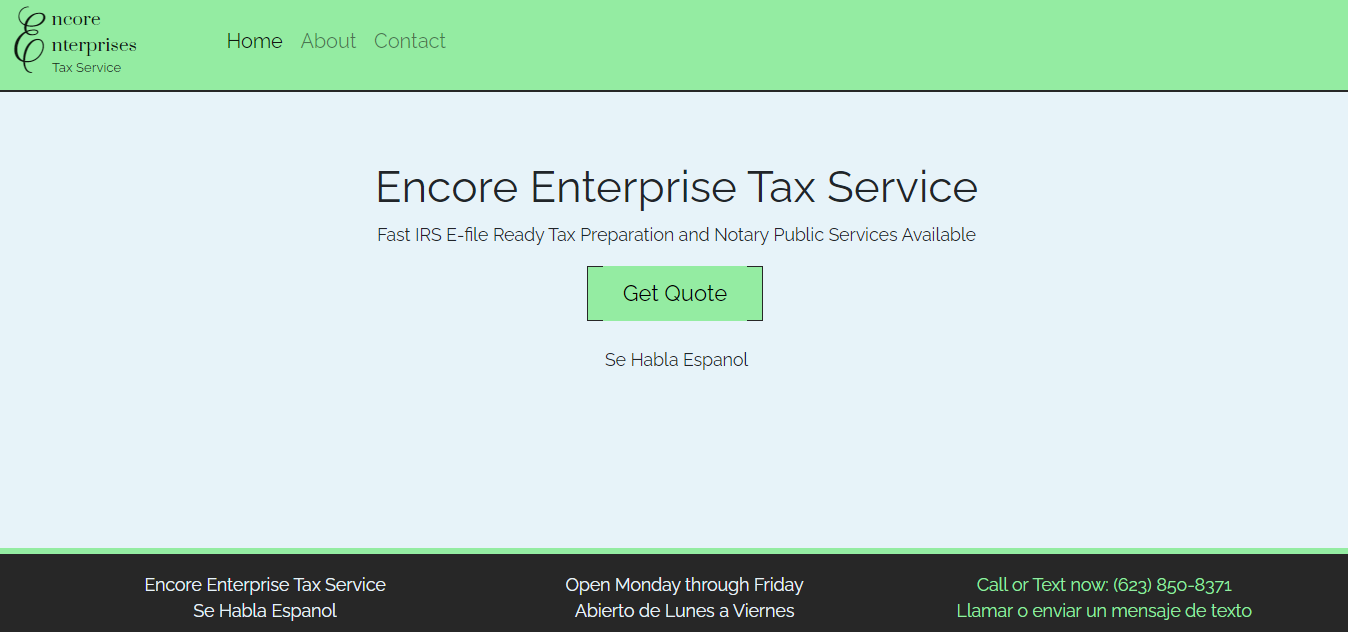 Encore
Enterprises
Tax Service
Home About Contact
Encore Enterprise Tax Service
Fast IRS E-file Ready Tax Preparation and Notary Public Services Available
Get Quote
Se Habla Espanol
Encore Enterprise Tax Service
Se Habla Espanol
Open Monday through Friday
Abierto de Lunes a Viernes
Call or Text now: (623) 850-8371
Llamar o enviar un mensaje de texto